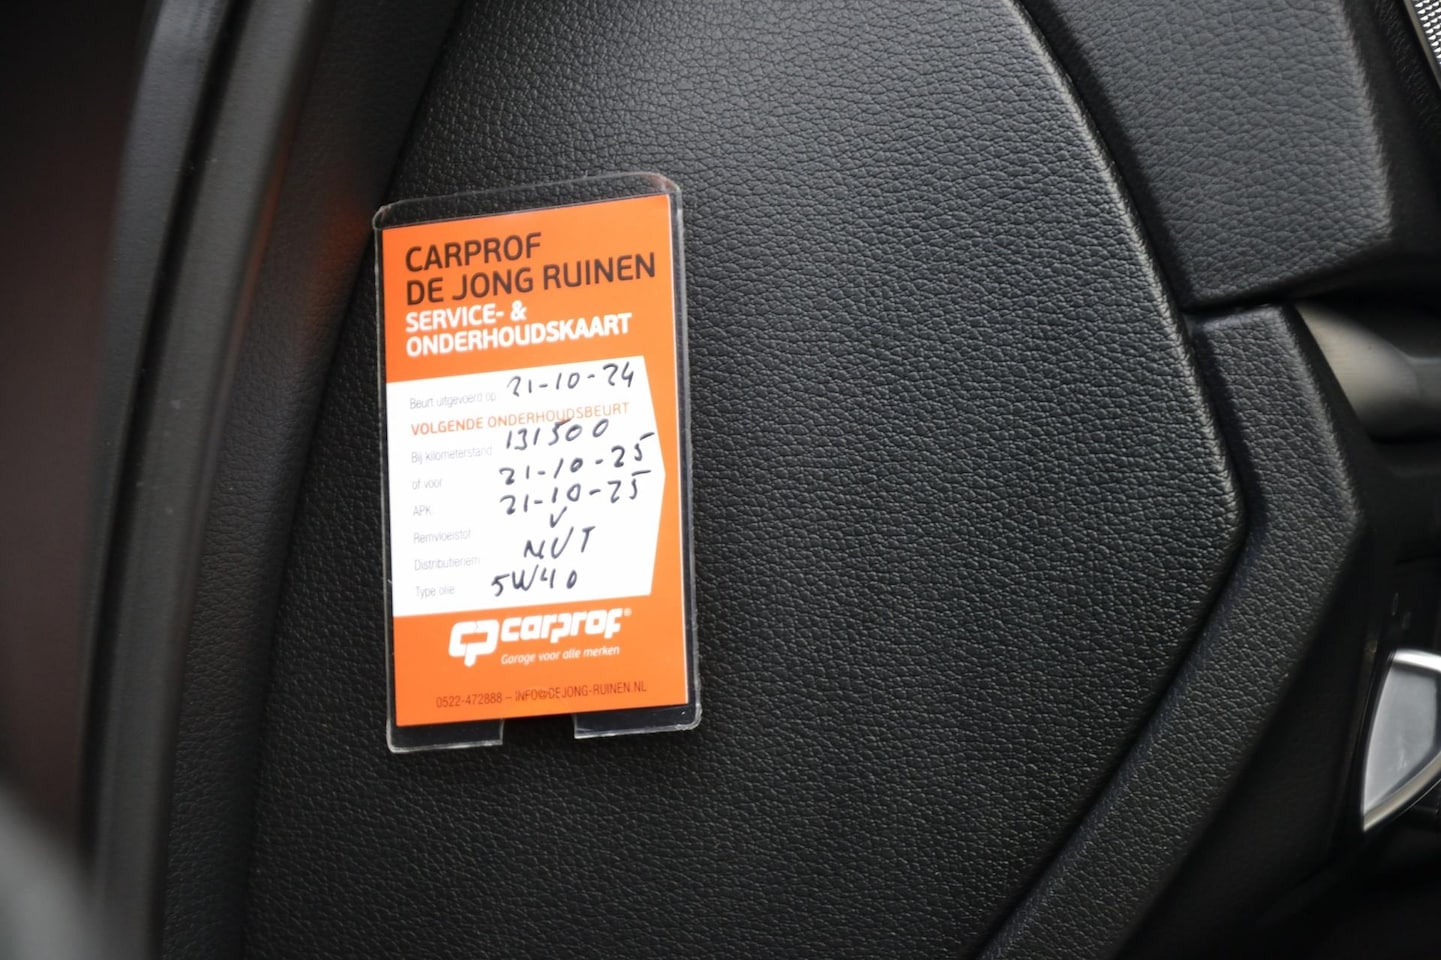 CARPROF
DE JONG RUINEN
SERVICE- &
ONDERHOUDSKAART
Beurt uitgevoerd op: 21-10-24
VOLGENDE ONDERHOUDSBEURT
Bij kilometerstand: 131500
of voor: 21-10-25
APK: 21-10-25
Remvloeistof: V
Distributieriem: NVT
Type olie: 5W40
CP carprof®
Garage voor alle merken
0522-472888 – INFO@DEJONG-RUINEN.NL